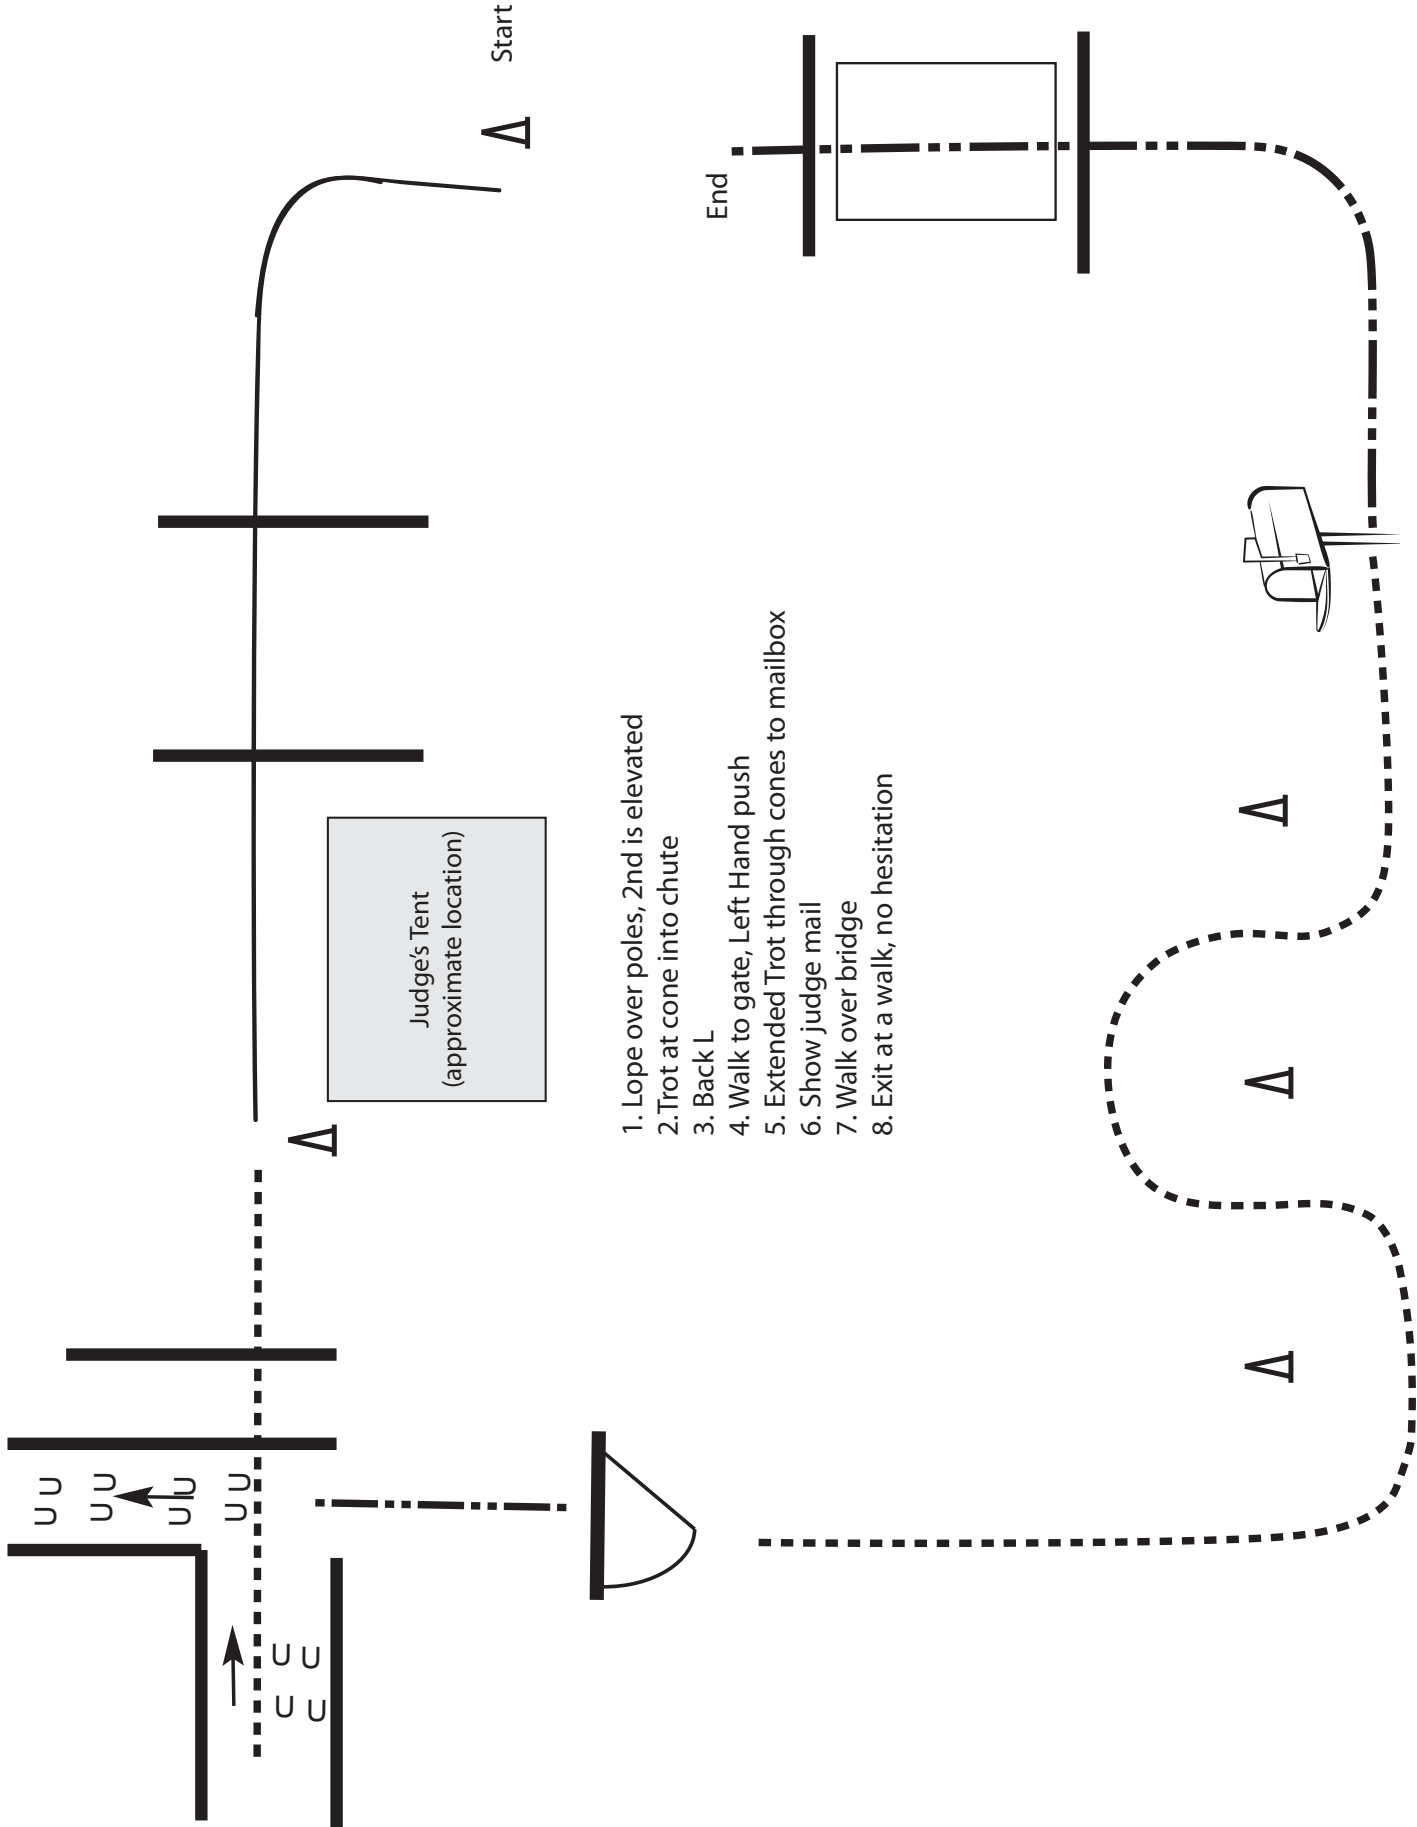 Start
End
Judge's Tent
(approximate location)
1. Lope over poles, 2nd is elevated
2.Trot at cone into chute
3. Back L
4. Walk to gate, Left Hand push
5. Extended Trot through cones to mailbox
6. Show judge mail
7. Walk over bridge
8. Exit at a walk, no hesitation